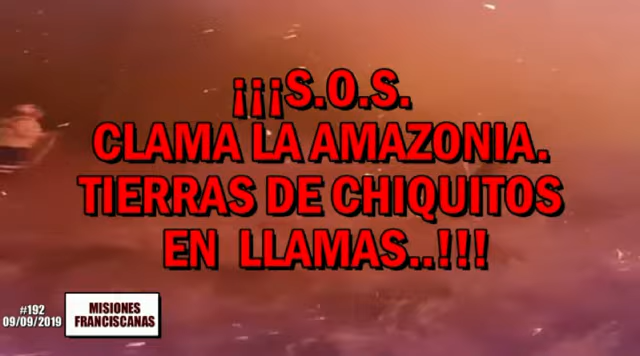 ¡¡¡S.O.S.
CLAMA LA AMAZONIA.
TIERRAS DE CHIQUITOS
EN LLAMAS..!!!
#192
09/09/2019
MISIONES
FRANCISCANAS